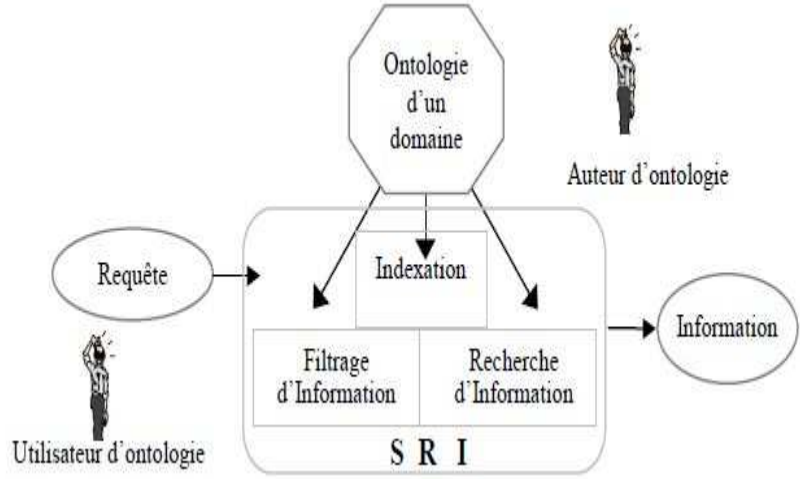 Ontologie
d'un
domaine
Auteur d'ontologie
Requête
Indexation
Information
Filtrage
d'Information
Recherche
d'Information
Utilisateur d'ontologie
S R I